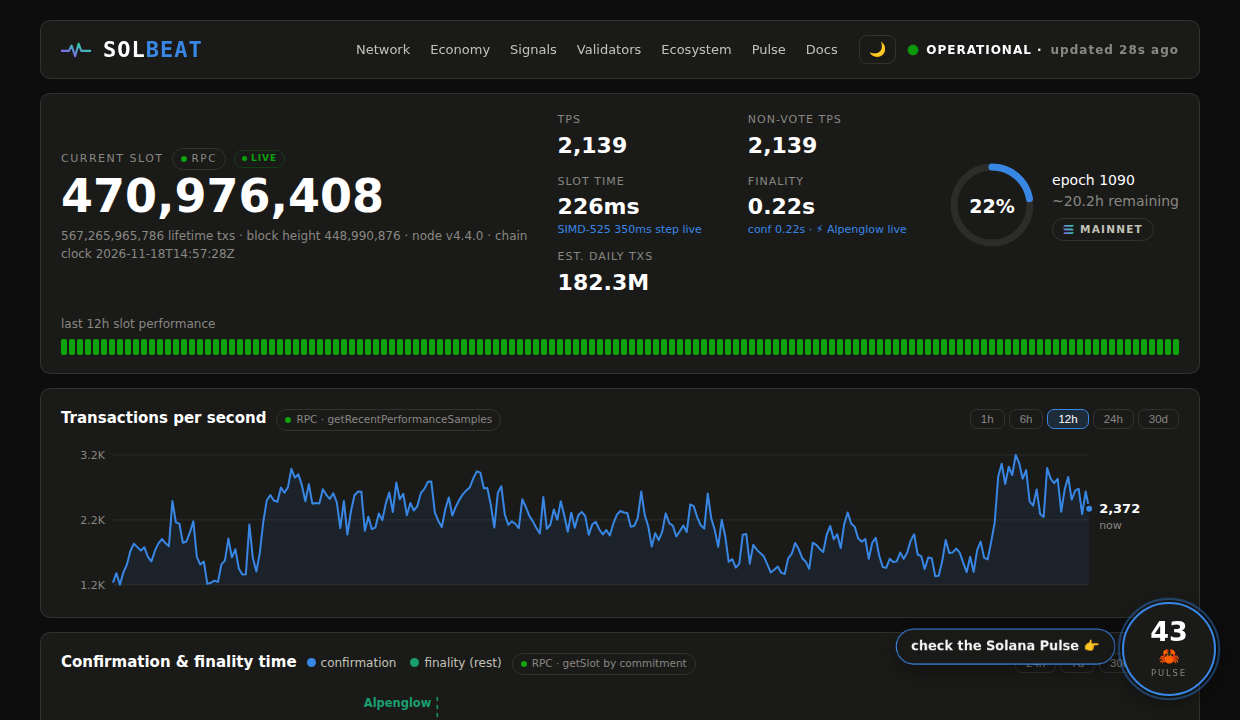 SOLBEAT
Network Economy Signals Validators Ecosystem Pulse Docs
OPERATIONAL · updated 28s ago
CURRENT SLOT RPC LIVE
470,976,408
567,265,965,786 lifetime txs · block height 448,990,876 · node v4.4.0 · chain
clock 2026-11-18T14:57:28Z
TPS
2,139
NON-VOTE TPS
2,139
SLOT TIME
226ms
SIMD-525 350ms step live
FINALITY
0.22s
conf 0.22s · ⚡ Alpenglow live
EST. DAILY TXS
182.3M
22%
epoch 1090
~20.2h remaining
MAINNET
last 12h slot performance
Transactions per second RPC · getRecentPerformanceSamples
1h 6h 12h 24h 30d
3.2K
2.2K
1.2K
2,372
now
Confirmation & finality time confirmation finality (rest) RPC · getSlot by commitment
check the Solana Pulse 👉
43
PULSE
Alpenglow